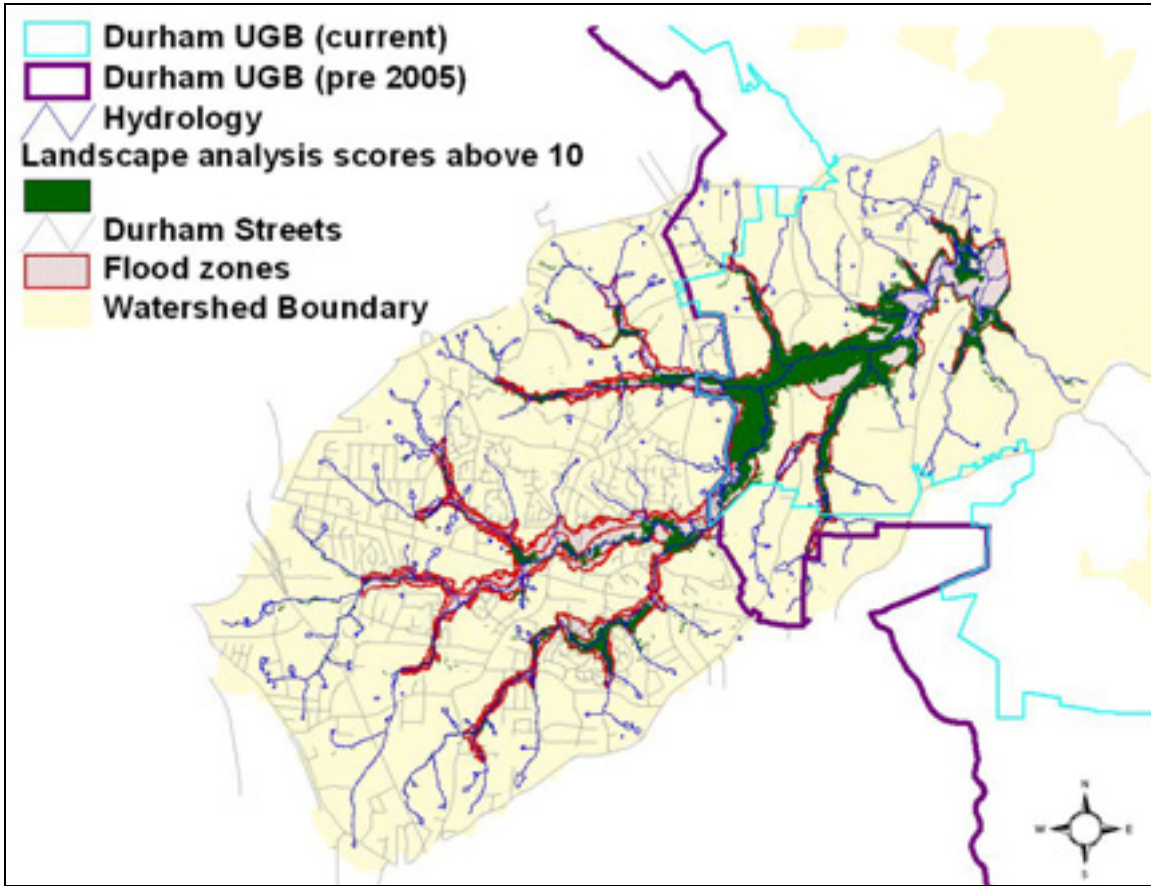 Durham UGB (current)
Durham UGB (pre 2005)
Hydrology
Landscape analysis scores above 10
Durham Streets
Flood zones
Watershed Boundary
N
W E
S